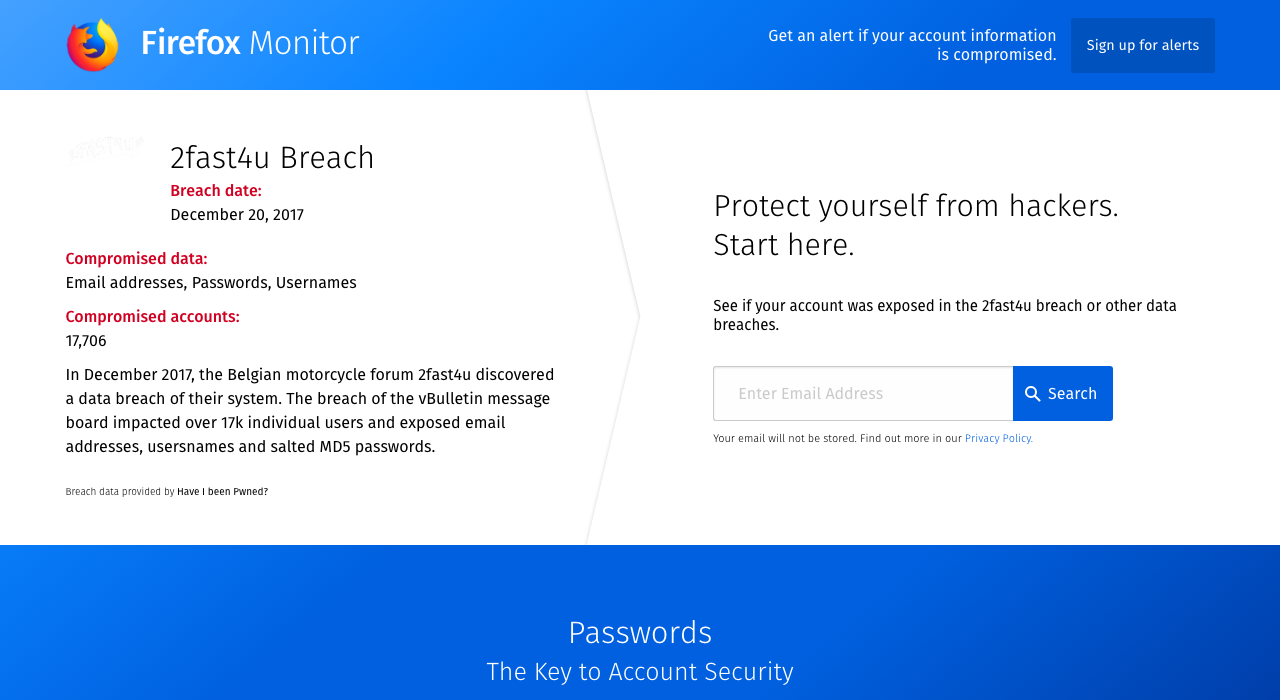 Firefox Monitor
Get an alert if your account information
is compromised.
Sign up for alerts
2fast4u Breach
Breach date:
December 20, 2017
Compromised data:
Email addresses, Passwords, Usernames
Compromised accounts:
17,706
In December 2017, the Belgian motorcycle forum 2fast4u discovered
a data breach of their system. The breach of the vBulletin message
board impacted over 17k individual users and exposed email
addresses, usersnames and salted MD5 passwords.
Breach data provided by Have I been Pwned?
Protect yourself from hackers.
Start here.
See if your account was exposed in the 2fast4u breach or other data
breaches.
Enter Email Address
Search
Your email will not be stored. Find out more in our Privacy Policy.
Passwords
The Key to Account Security